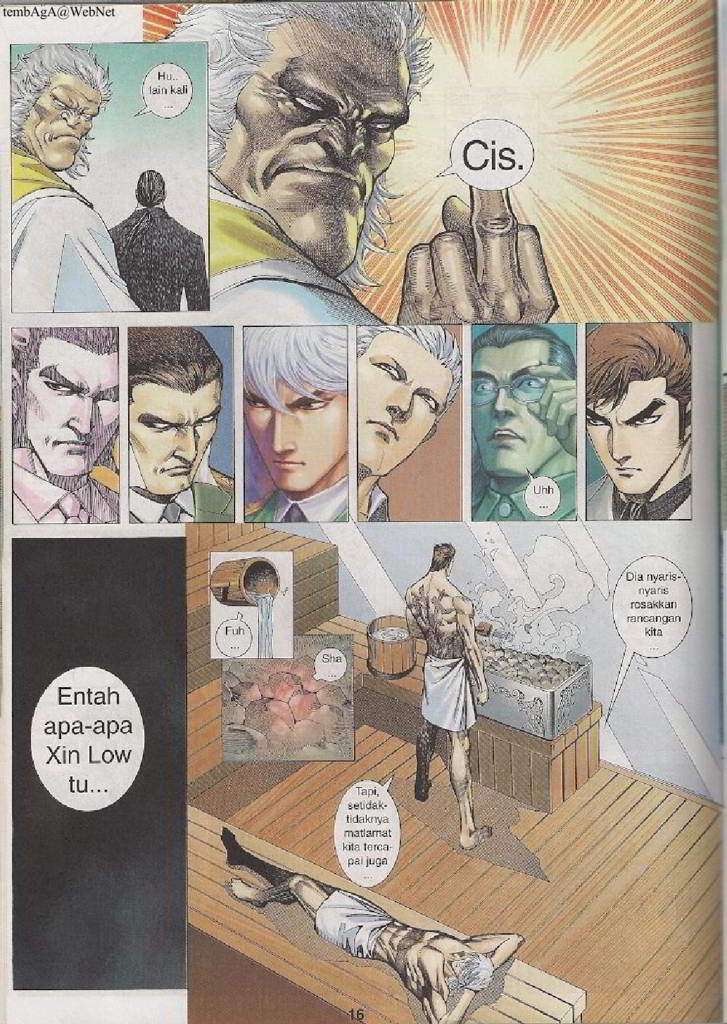 tembAgA@WebNet
Hu..
lain kali
...
Cis.
Uhh
...
Fuh
...
Sha
...
Dia nyaris-
nyaris
rosakkan
rancangan
kita
...
Entah
apa-apa
Xin Low
tu...
Tapi,
setidak-
tidaknya
matlamat
kita terca-
pai juga
...
16